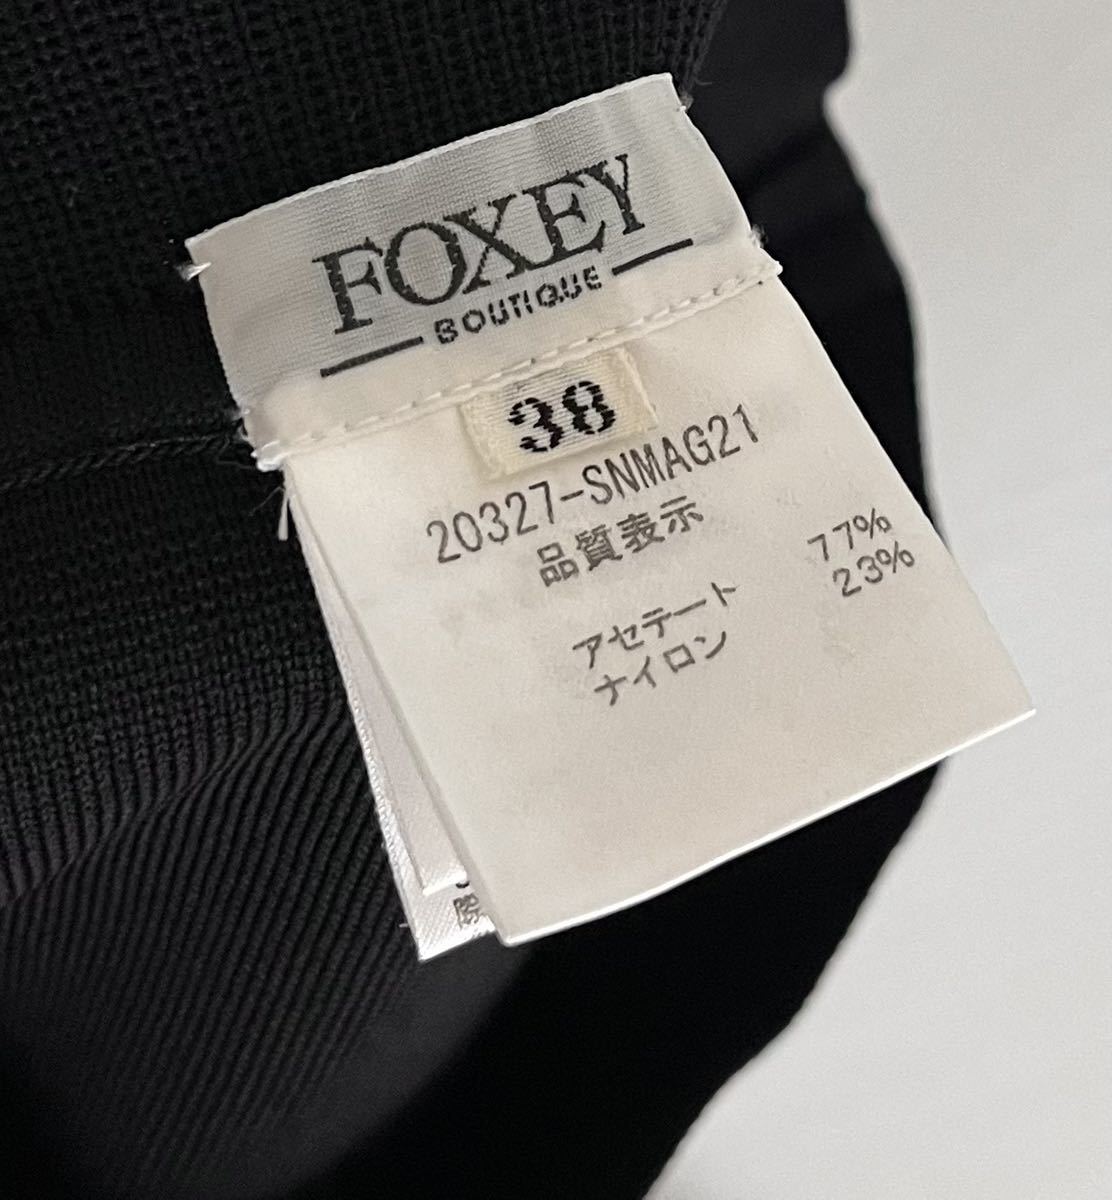 FOXEY
BOUTIQUE
38
20327-SNMAG21
品質表示
アセテート 77%
ナイロン 23%